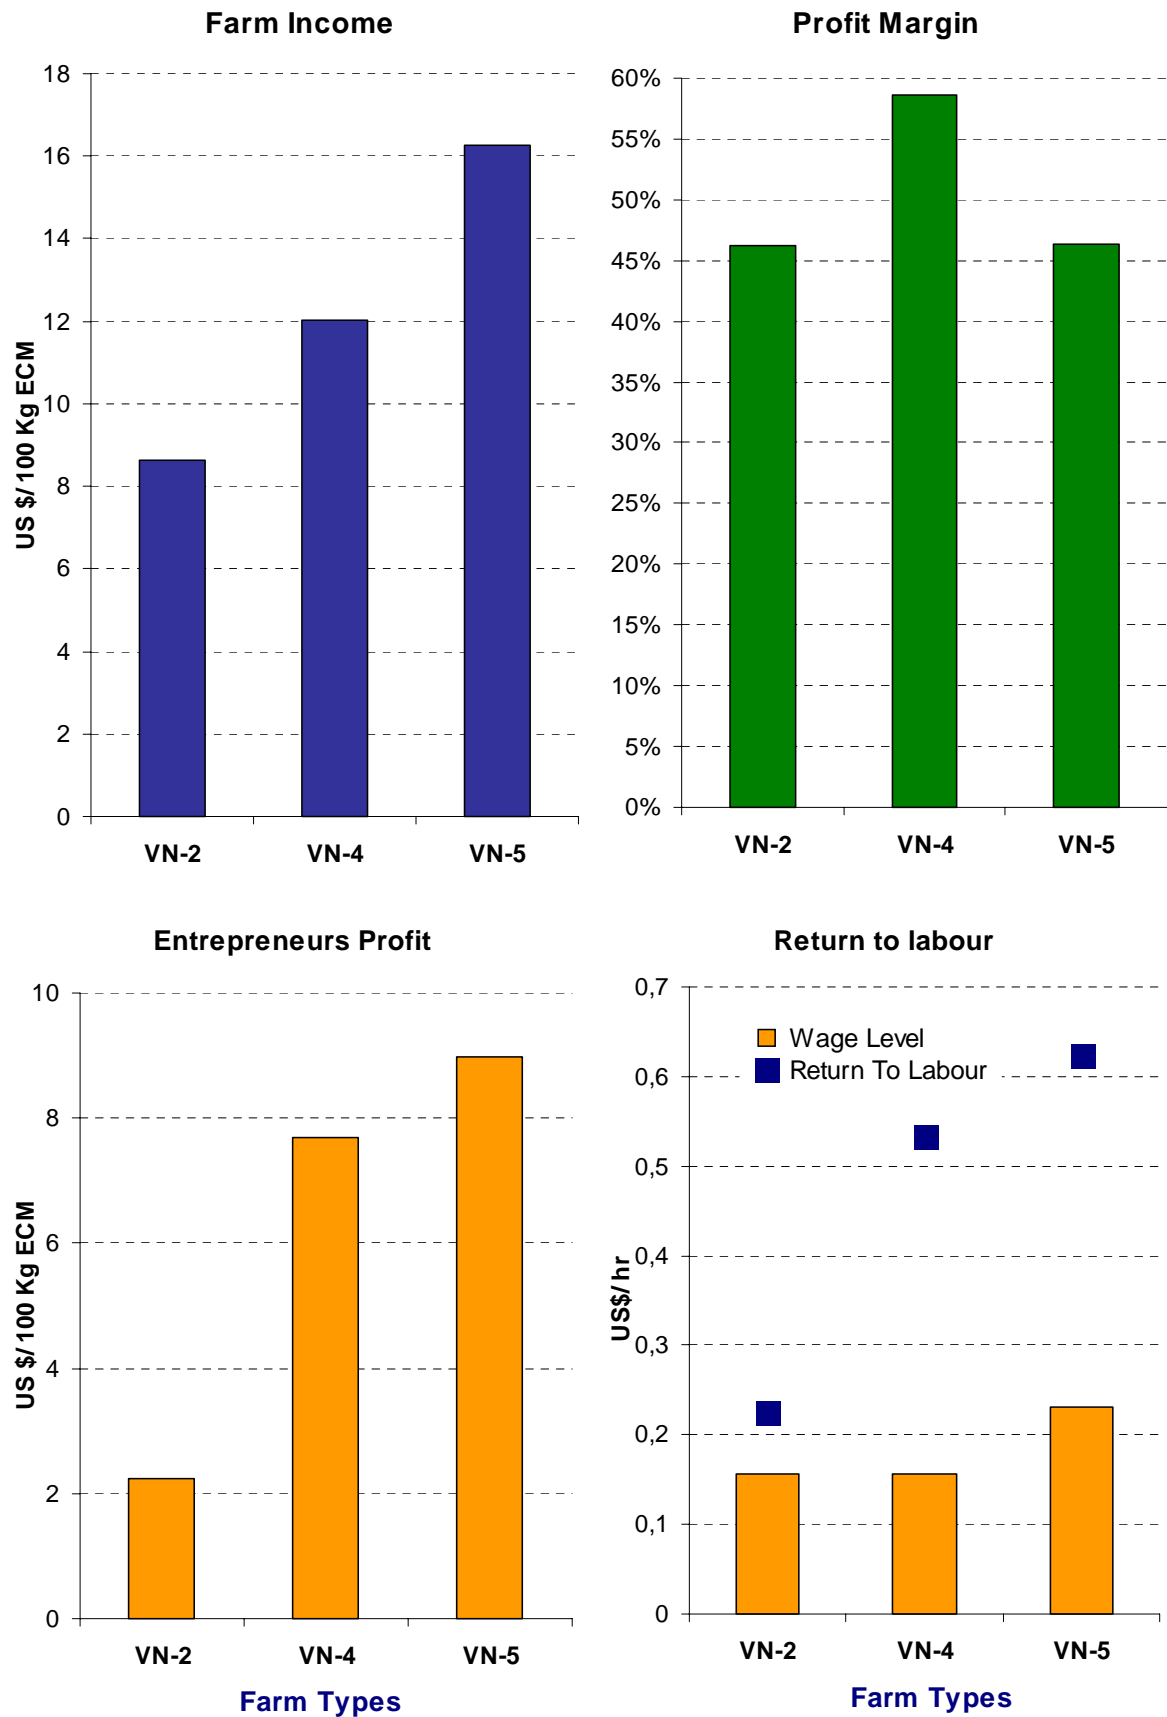 Farm Income
18
16
14
12
10
8
6
4
2
0
US $/100 Kg ECM
VN-2 VN-4 VN-5
Profit Margin
60%
55%
50%
45%
40%
35%
30%
25%
20%
15%
10%
5%
0%
VN-2 VN-4 VN-5
Entrepreneurs Profit
10
8
6
4
2
0
US $/100 Kg ECM
VN-2 VN-4 VN-5
Farm Types
Return to labour
0,7
0,6
0,5
0,4
0,3
0,2
0,1
0
US$/hr
Wage Level
Return To Labour
VN-2 VN-4 VN-5
Farm Types